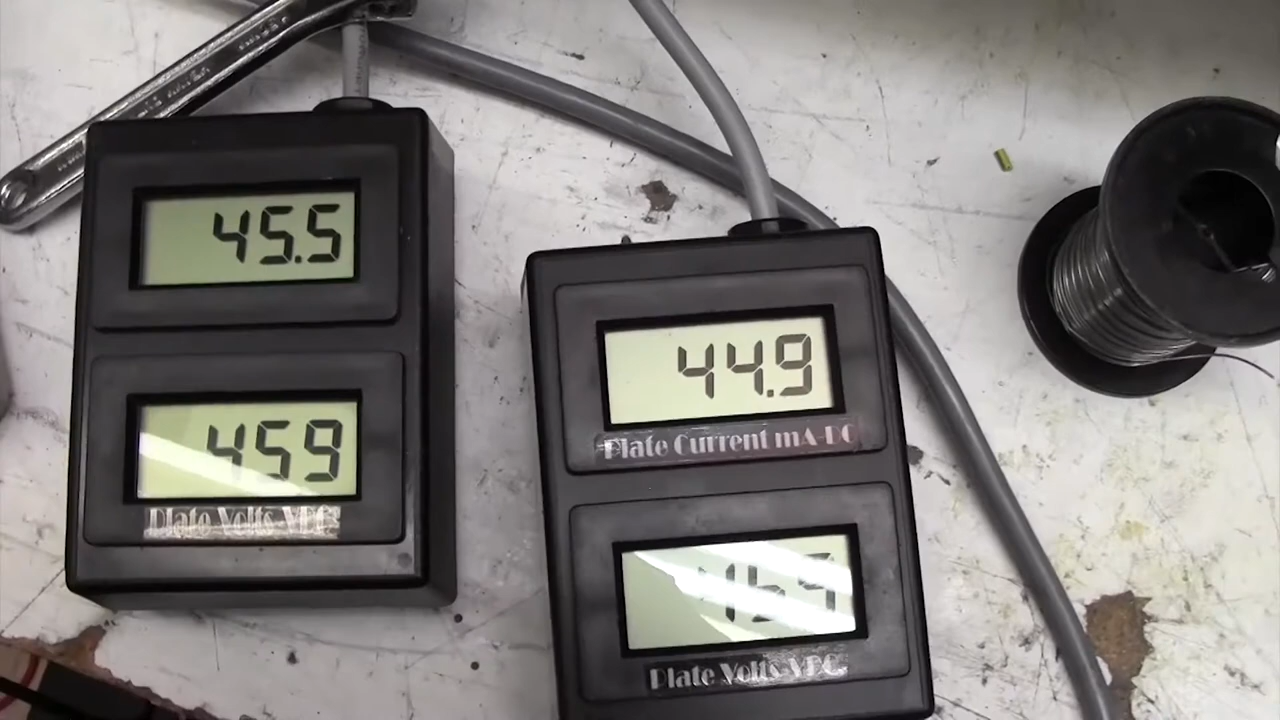 45.5
459
Plate Volts VDC
44.9
Plate Current mA-DC
Plate Volts VDC